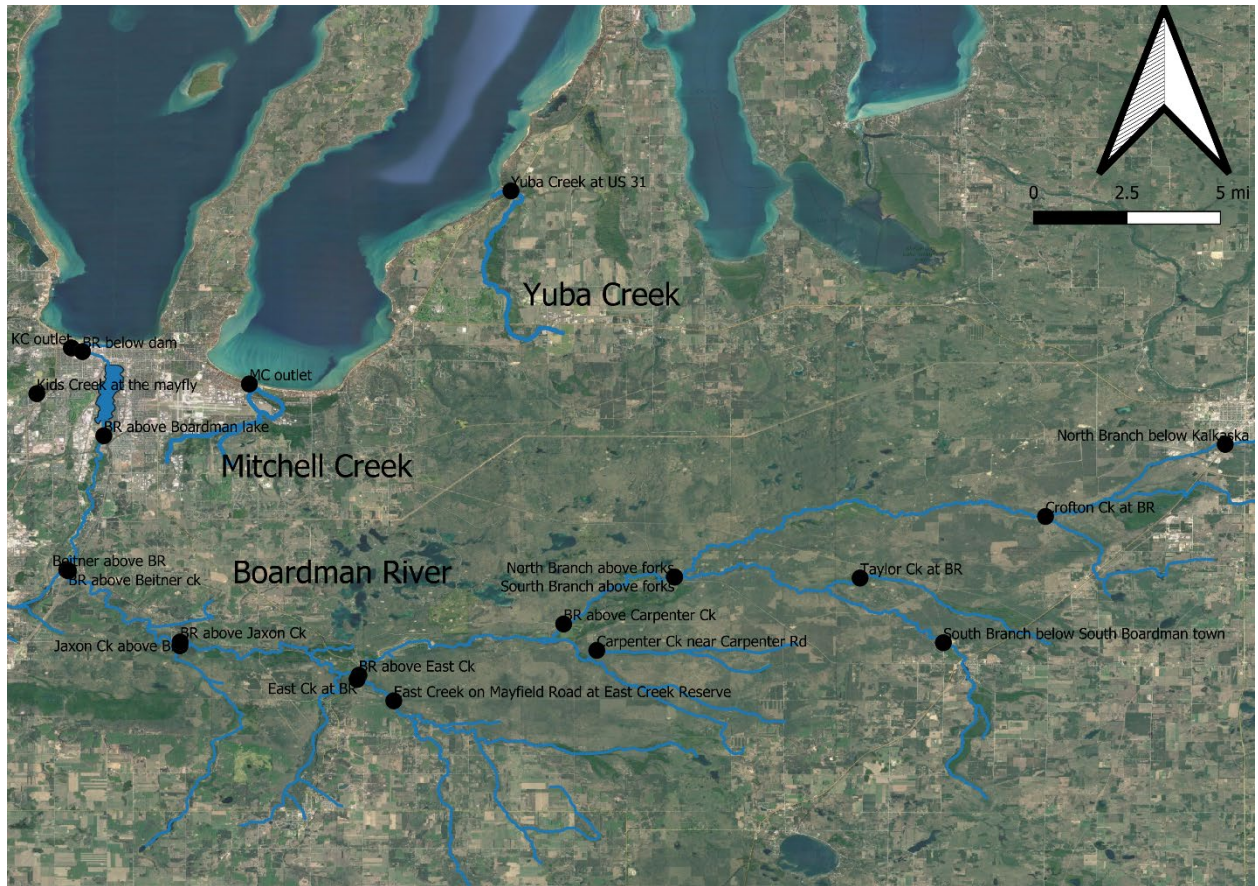 Yuba Creek at US 31
0 2.5 5 mi
Yuba Creek
KC outlet
BR below dam
Kids Creek at the mayfly
MC outlet
BR above Boardman lake
Mitchell Creek
North Branch below Kalkaska
Crofton Ck at BR
Beitner above BR
BR above Beitner ck
Boardman River
North Branch above forks
Sourth Branch above forks
Taylor Ck at BR
BR above Carpenter Ck
BR above Jaxon Ck
Jaxon Ck above BR
Carpenter Ck near Carpenter Rd
South Branch below South Boardman town
BR above East Ck
East Ck at BR
East Creek on Mayfield Road at East Creek Reserve